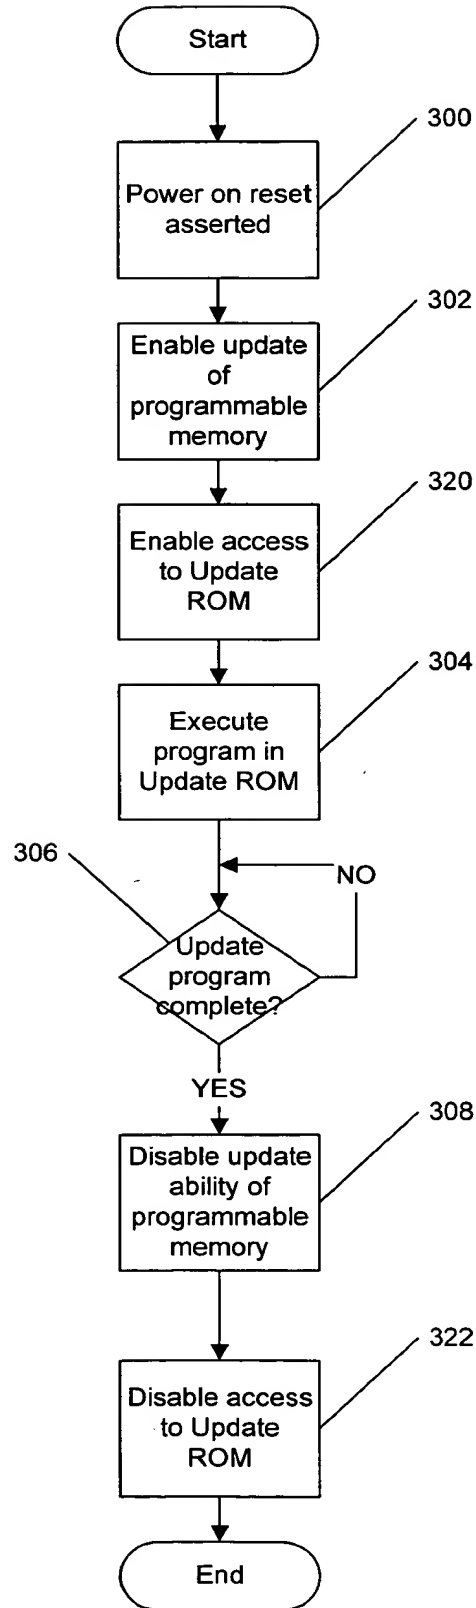 Start
300
Power on reset
asserted
302
Enable update
of
programmable
memory
320
Enable access
to Update
ROM
304
Execute
program in
Update ROM
306
NO
Update
program
complete?
YES
308
Disable update
ability of
programmable
memory
322
Disable access
to Update
ROM
End